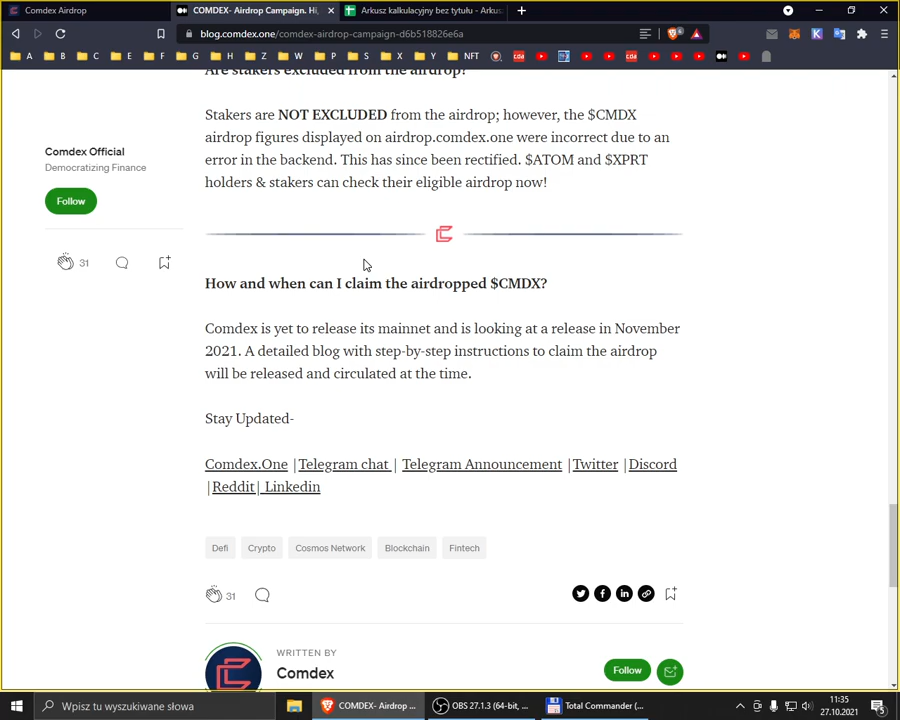 Comdex Airdrop
COMDEX- Airdrop Campaign. Hi,
Arkusz kalkulacyjny bez tytułu - Arkus
blog.comdex.one/comdex-airdrop-campaign-d6b518826e6a
A B C E F G H I Z W P S X Y NFT
Are stakers excluded from the airdrop?
Stakers are NOT EXCLUDED from the airdrop; however, the $CMDX
airdrop figures displayed on airdrop.comdex.one were incorrect due to an
error in the backend. This has since been rectified. $ATOM and $XPRT
holders & stakers can check their eligible airdrop now!
Comdex Official
Democratizing Finance
Follow
31
How and when can I claim the airdropped $CMDX?
Comdex is yet to release its mainnet and is looking at a release in November
2021. A detailed blog with step-by-step instructions to claim the airdrop
will be released and circulated at the time.
Stay Updated-
Comdex.One |Telegram chat | Telegram Announcement |Twitter |Discord
|Reddit| Linkedin
Defi Crypto Cosmos Network Blockchain Fintech
31
WRITTEN BY
Comdex
Follow
Wpisz tu wyszukiwane słowa
COMDEX- Airdrop ...
OBS 27.1.3 (64-bit, ...
Total Commander (...
11:35
27.10.2021
5